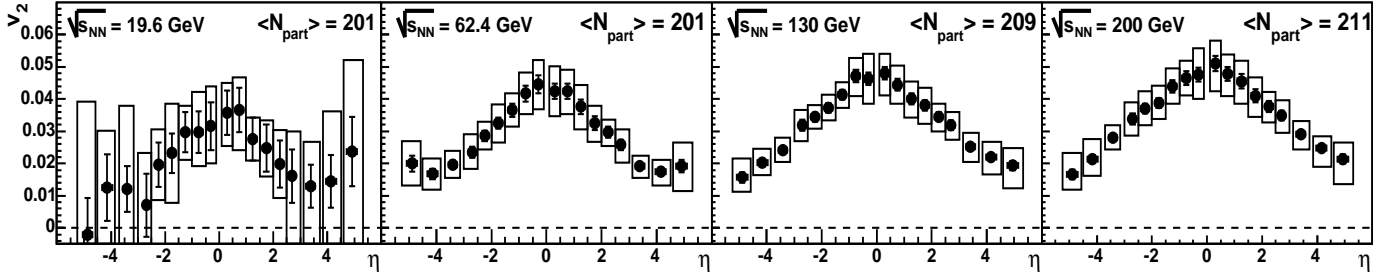 v2
√sNN = 19.6 GeV <Npart> = 201
√sNN = 62.4 GeV <Npart> = 201
√sNN = 130 GeV <Npart> = 209
√sNN = 200 GeV <Npart> = 211
0.06
0.05
0.04
0.03
0.02
0.01
0
-4 -2 0 2 4 η
-4 -2 0 2 4 η
-4 -2 0 2 4 η
-4 -2 0 2 4 η